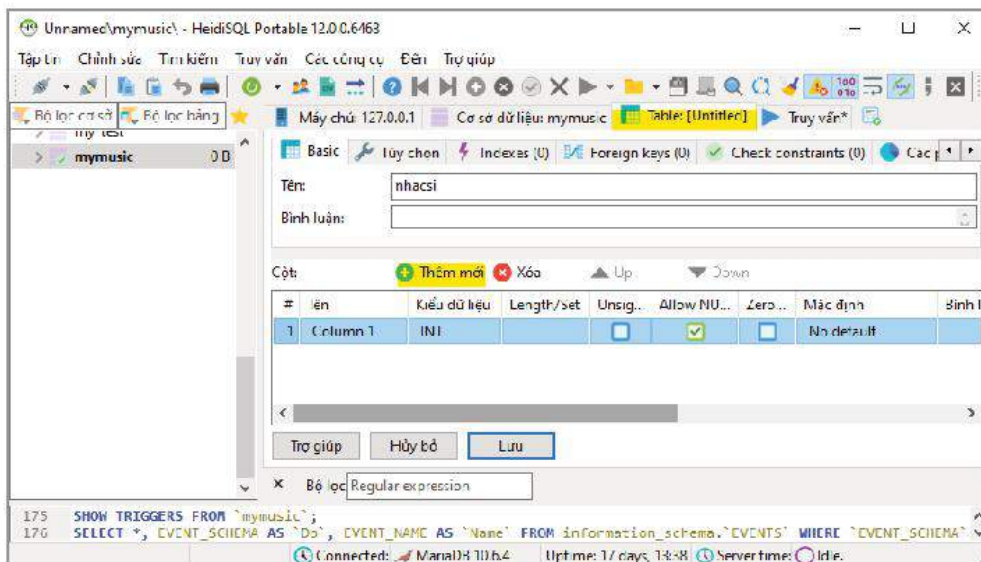 Unnamed\mymusic\ - HeidiSQL Portable 12.0.0.6468
Tập tin Chỉnh sửa Tìm kiếm Truy vấn Các công cụ Đến Trợ giúp
Bộ lọc cơ sở Bộ lọc bảng Máy chủ: 127.0.0.1 Cơ sở dữ liệu: mymusic Table: [Untitled] Truy vấn*
my test
mymusic 0 B
Basic Tùy chọn Indexes (0) Foreign keys (0) Check constraints (0) Các p
Tên: nhacsi
Bình luận:
Cột: Thêm mới Xóa Up Down
# Tên Kiểu dữ liệu Length/Set Unsig... Allow NU... Zero... Mặc định Bình l
1 Column 1 INT No default
Trợ giúp Hủy bỏ Lưu
Bộ lọc Regular expression
175 SHOW TRIGGERS FROM `mymusic`;
176 SELECT *, EVENT_SCHEMA AS `Db`, EVENT_NAME AS `Name` FROM information_schema.`EVENTS` WHERE `EVENT_SCHEMA`
Connected: MariaDB 10.6.4 Uptime: 17 days, 13:38 Server time: Idle.